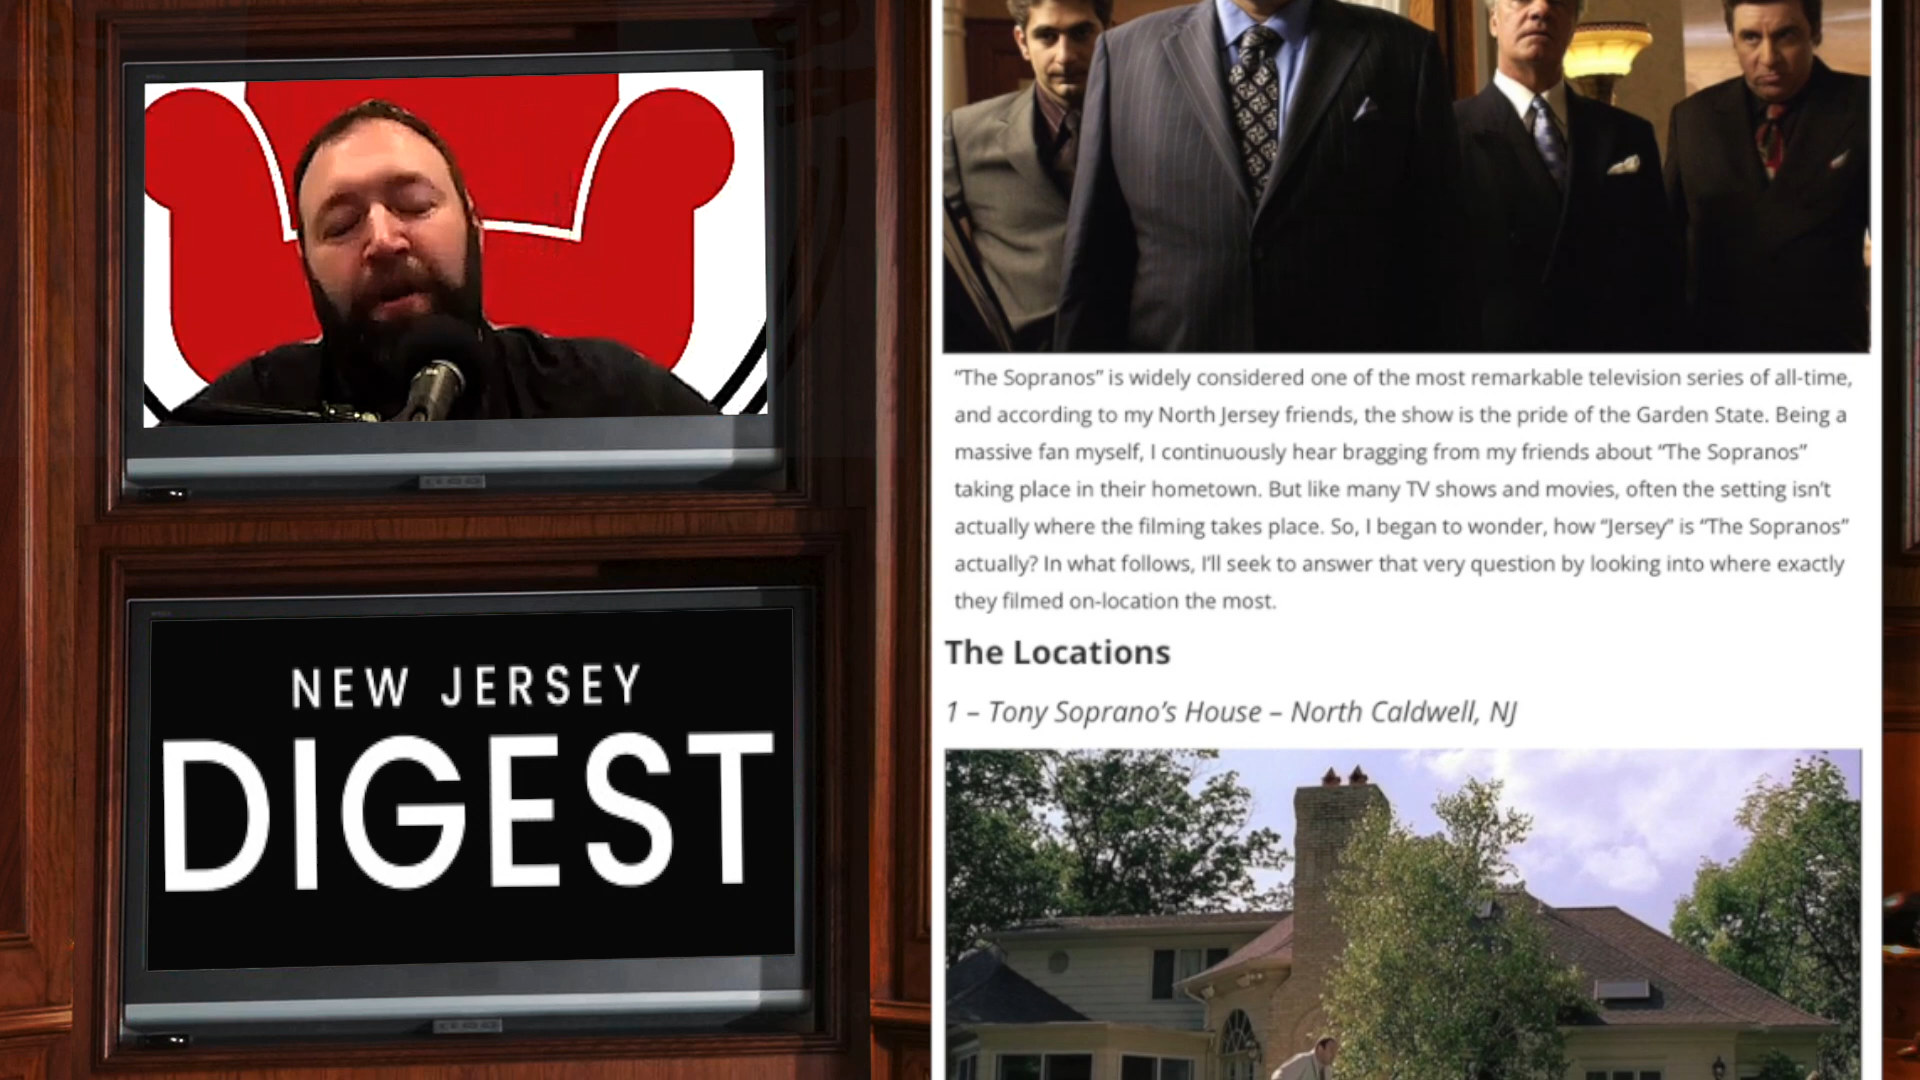 NEW JERSEY
DIGEST
“The Sopranos” is widely considered one of the most remarkable television series of all-time,
and according to my North Jersey friends, the show is the pride of the Garden State. Being a
massive fan myself, I continuously hear bragging from my friends about “The Sopranos”
taking place in their hometown. But like many TV shows and movies, often the setting isn’t
actually where the filming takes place. So, I began to wonder, how “Jersey” is “The Sopranos”
actually? In what follows, I’ll seek to answer that very question by looking into where exactly
they filmed on-location the most.
The Locations
1 – Tony Soprano’s House – North Caldwell, NJ